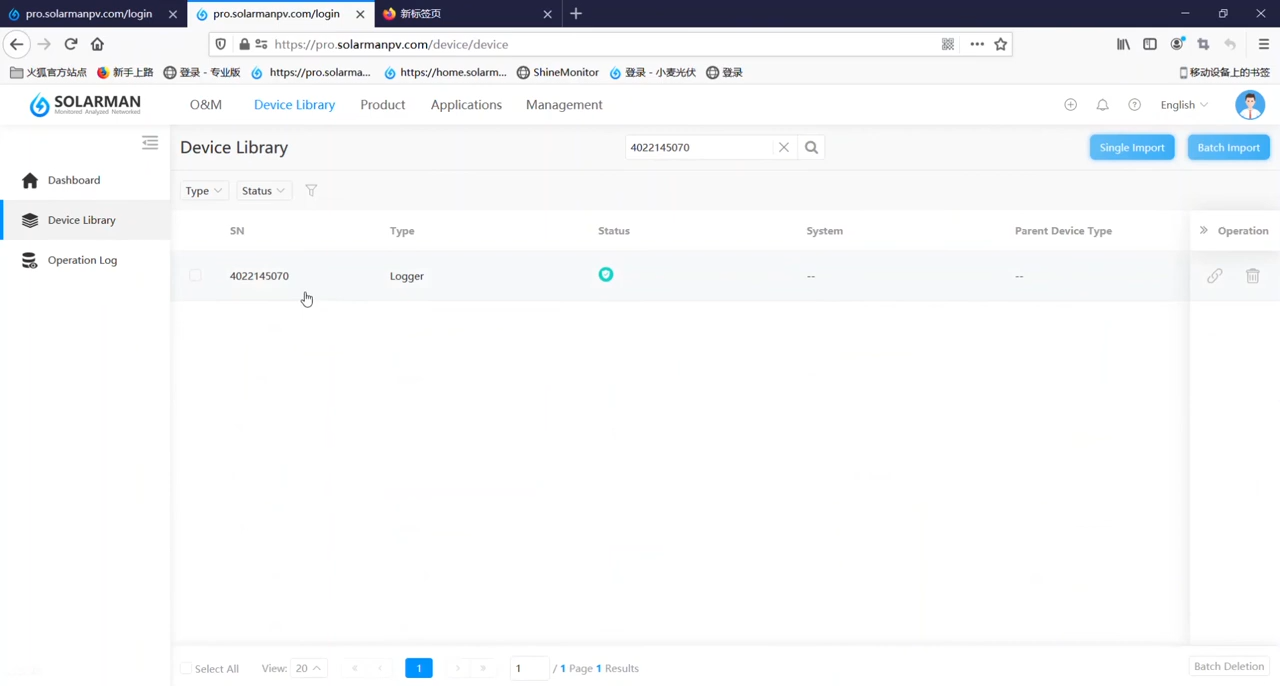 pro.solarmanpv.com/login
pro.solarmanpv.com/login
新标签页
https://pro.solarmanpv.com/device/device
火狐官方站点
新手上路
登录 - 专业版
https://pro.solarma...
https://home.solarm...
ShineMonitor
登录 - 小麦光伏
登录
移动设备上的书签
SOLARMAN
Monitored Analyzed Networked
O&M
Device Library
Product
Applications
Management
English
Dashboard
Device Library
Operation Log
Device Library
4022145070
Single Import
Batch Import
Type
Status
SN
Type
Status
System
Parent Device Type
Operation
4022145070
Logger
--
--
Select All
View: 20
1
1
/ 1 Page 1 Results
Batch Deletion